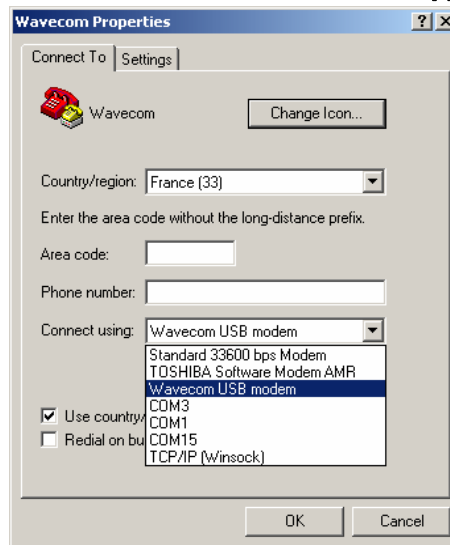 Wavecom Properties
Connect To
Settings
Wavecom
Change Icon...
Country/region: France (33)
Enter the area code without the long-distance prefix.
Area code:
Phone number:
Connect using: Wavecom USB modem
Standard 33600 bps Modem
TOSHIBA Software Modem AMR
Wavecom USB modem
COM3
Use country/
COM1
Redial on bu
COM15
TCP/IP (Winsock)
OK
Cancel